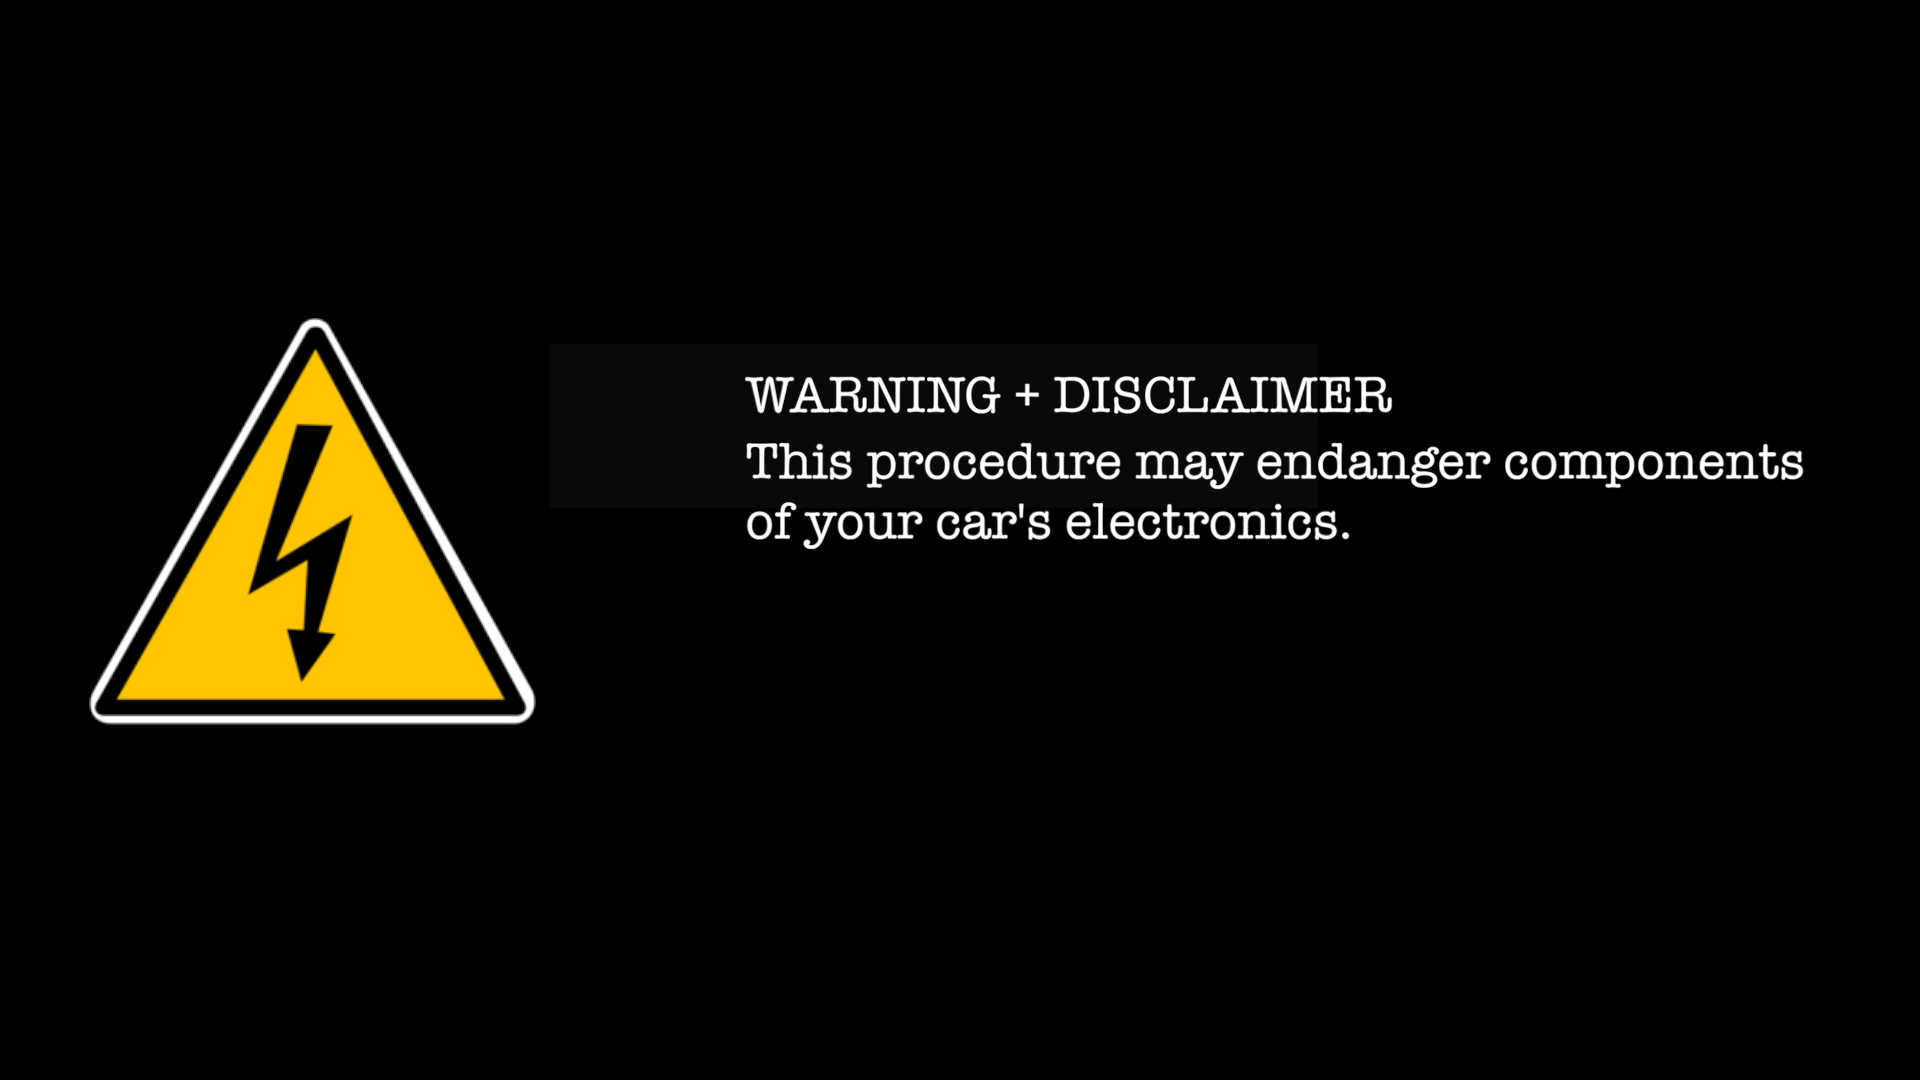 WARNING + DISCLAIMER
This procedure may endanger components
of your car's electronics.